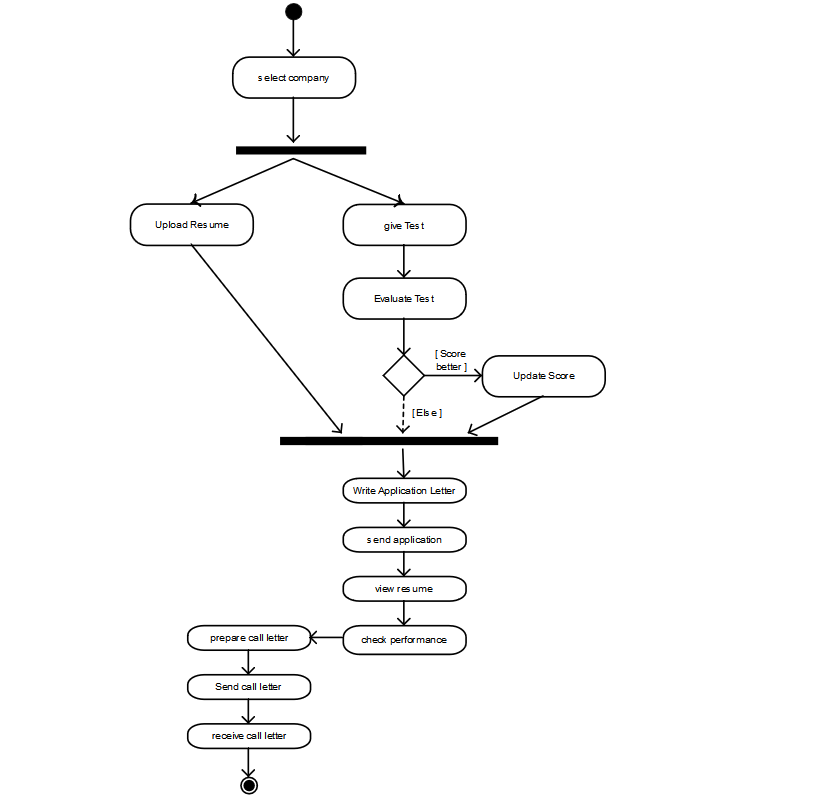 select company
Upload Resume
give Test
Evaluate Test
[ Score
better ]
Update Score
[ Else ]
Write Application Letter
send application
view resume
prepare call letter
check performance
Send call letter
receive call letter